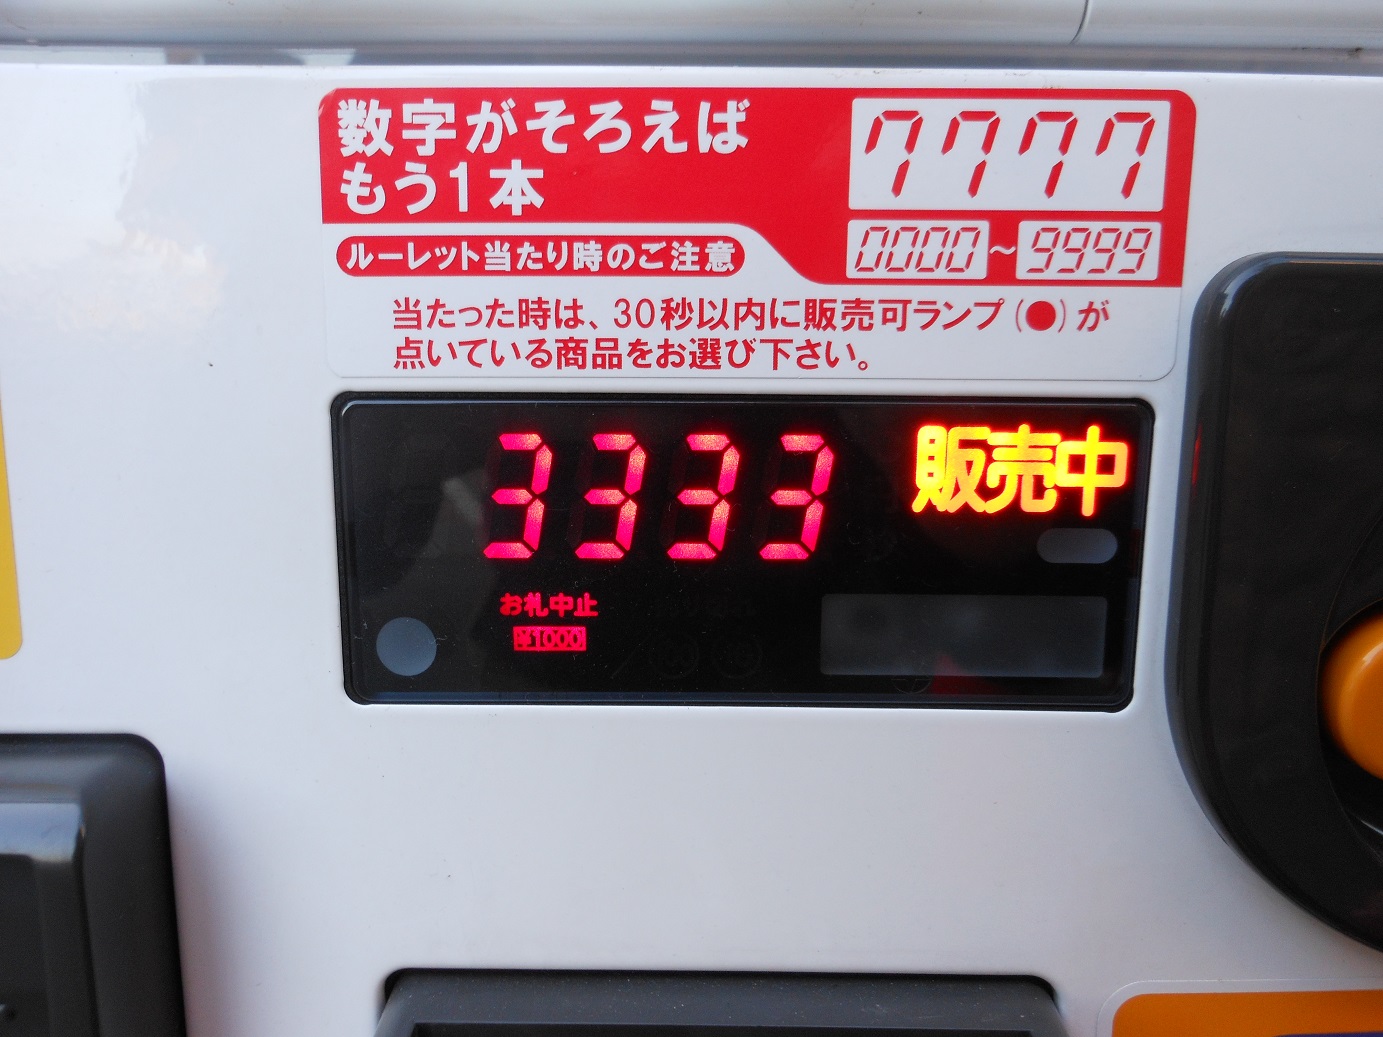 数字がそろえば
もう1本
7777
0000～9999
ルーレット当たり時のご注意
当たった時は、30秒以内に販売可ランプ(●)が
点いている商品をお選び下さい。
3333
販売中
お札中止
¥1000